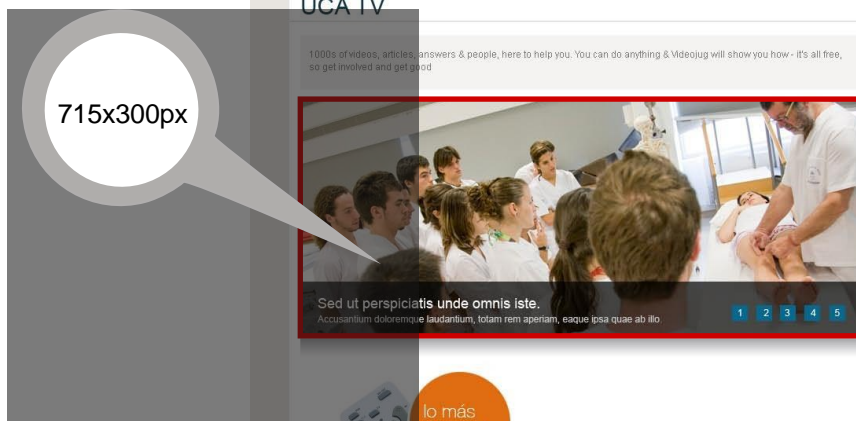 UCA TV
1000s of videos, articles, answers & people, here to help you. You can do anything & Videojug will show you how - it's all free,
so get involved and get good
715x300px
Sed ut perspiciatis unde omnis iste.
Accusantium doloremque laudantium, totam rem aperiam, eaque ipsa quae ab illo.
1 2 3 4 5
lo más